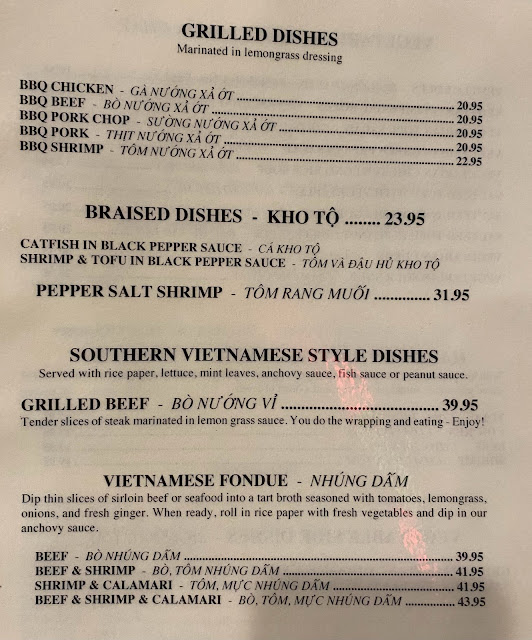 GRILLED DISHES
Marinated in lemongrass dressing
BBQ CHICKEN - GÀ NƯỚNG XẢ ỚT ........ 20.95
BBQ BEEF - BÒ NƯỚNG XẢ ỚT ........ 20.95
BBQ PORK CHOP - SƯỜNG NƯỚNG XẢ ỚT ........ 20.95
BBQ PORK - THỊT NƯỚNG XẢ ỚT ........ 20.95
BBQ SHRIMP - TÔM NƯỚNG XẢ ỚT ........ 22.95
BRAISED DISHES - KHO TỘ ........ 23.95
CATFISH IN BLACK PEPPER SAUCE - CÁ KHO TỘ
SHRIMP & TOFU IN BLACK PEPPER SAUCE - TÔM VÀ ĐẬU HỦ KHO TỘ
PEPPER SALT SHRIMP - TÔM RANG MUỐI .............. 31.95
SOUTHERN VIETNAMESE STYLE DISHES
Served with rice paper, lettuce, mint leaves, anchovy sauce, fish sauce or peanut sauce.
GRILLED BEEF - BÒ NƯỚNG VỈ ........ 39.95
Tender slices of steak marinated in lemon grass sauce. You do the wrapping and eating - Enjoy!
VIETNAMESE FONDUE - NHÚNG DẤM
Dip thin slices of sirloin beef or seafood into a tart broth seasoned with tomatoes, lemongrass,
onions, and fresh ginger. When ready, roll in rice paper with fresh vegetables and dip in our
anchovy sauce.
BEEF - BÒ NHÚNG DẤM ........ 39.95
BEEF & SHRIMP - BÒ, TÔM NHÚNG DẤM ........ 41.95
SHRIMP & CALAMARI - TÔM, MỰC NHÚNG DẤM ........ 41.95
BEEF & SHRIMP & CALAMARI - BÒ, TÔM, MỰC NHÚNG DẤM ........ 43.95